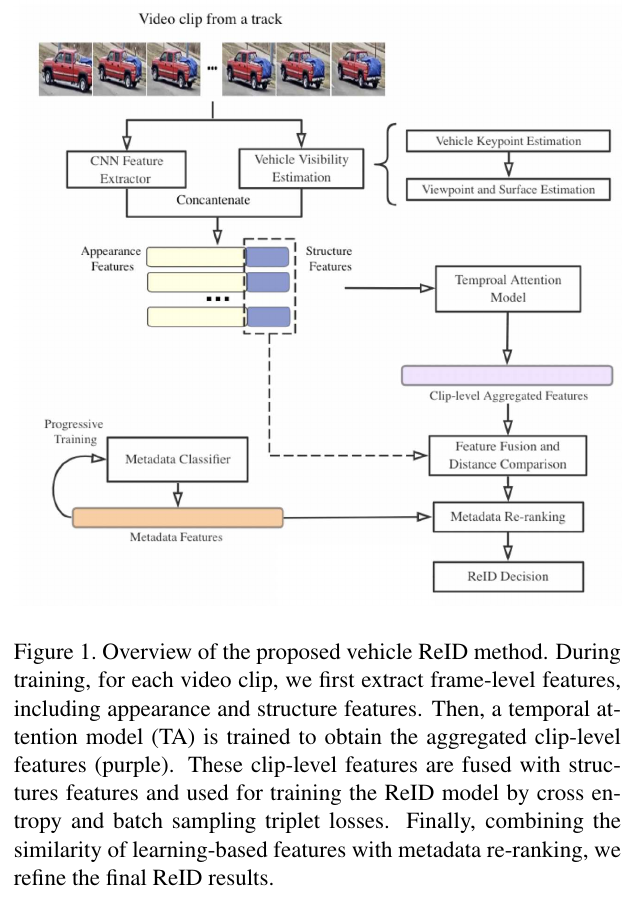 Video clip from a track
...
CNN Feature
Extractor
Vehicle Visibility
Estimation
Vehicle Keypoint Estimation
Viewpoint and Surface Estimation
Concantenate
Appearance
Features
Structure
Features
...
Temproal Attention
Model
Clip-level Aggregated Features
Progressive
Training
Metadata Classifier
Feature Fusion and
Distance Comparison
Metadata Features
Metadata Re-ranking
ReID Decision
Figure 1. Overview of the proposed vehicle ReID method. During
training, for each video clip, we first extract frame-level features,
including appearance and structure features. Then, a temporal at-
tention model (TA) is trained to obtain the aggregated clip-level
features (purple). These clip-level features are fused with struc-
tures features and used for training the ReID model by cross en-
tropy and batch sampling triplet losses. Finally, combining the
similarity of learning-based features with metadata re-ranking, we
refine the final ReID results.